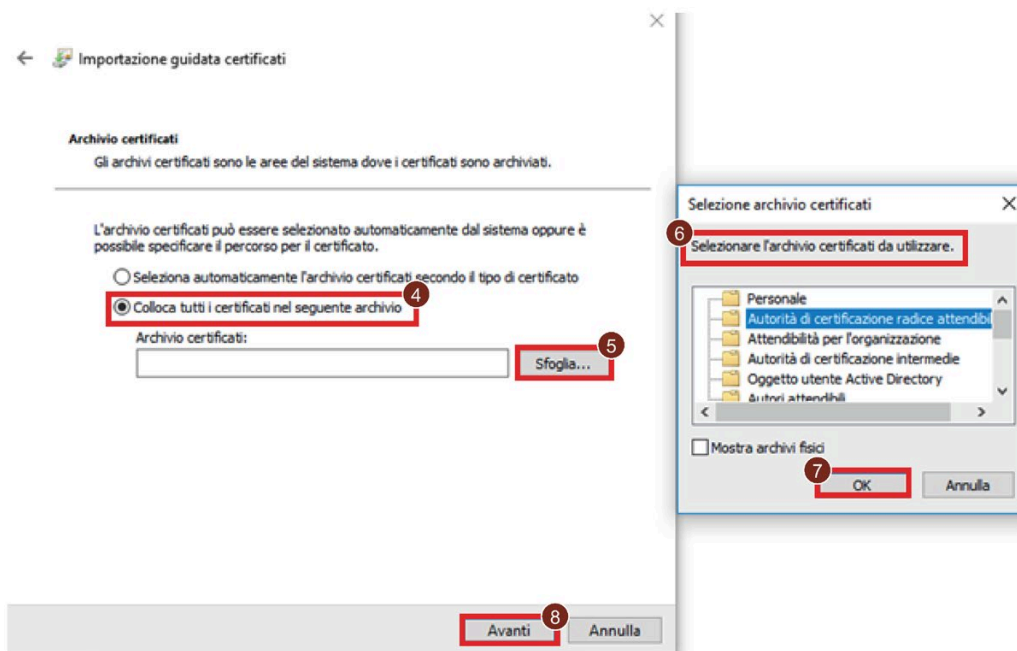 Importazione guidata certificati
Archivio certificati
Gli archivi certificati sono le aree del sistema dove i certificati sono archiviati.
L'archivio certificati può essere selezionato automaticamente dal sistema oppure è
possibile specificare il percorso per il certificato.
Seleziona automaticamente l'archivio certificati secondo il tipo di certificato
4
Colloca tutti i certificati nel seguente archivio
Archivio certificati:
5
Sfoglia...
8
Avanti
Annulla
Selezione archivio certificati
6
Selezionare l'archivio certificati da utilizzare.
Personale
Autorità di certificazione radice attendibil
Attendibilità per l'organizzazione
Autorità di certificazione intermedie
Oggetto utente Active Directory
Autori attendibili
Mostra archivi fisici
7
OK
Annulla